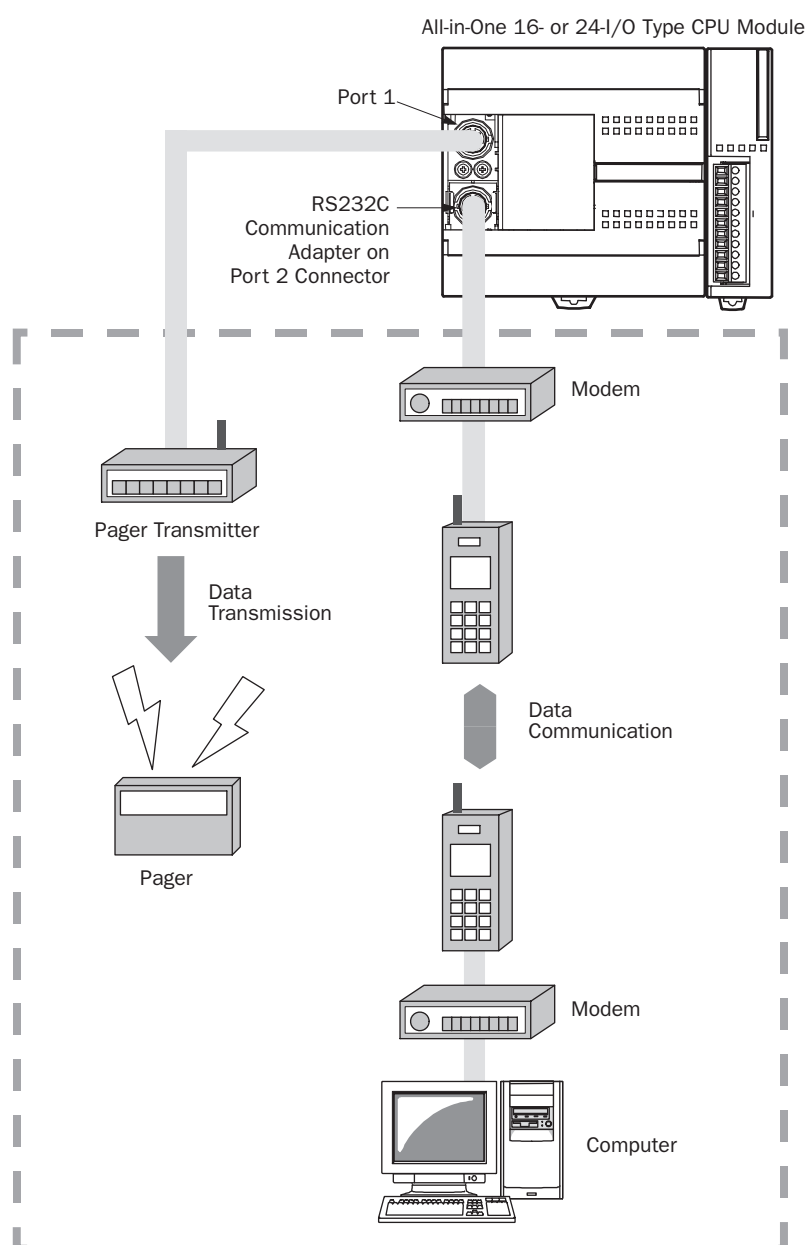 All-in-One 16- or 24-I/O Type CPU Module
Port 1
RS232C
Communication
Adapter on
Port 2 Connector
Modem
Pager Transmitter
Data
Transmission
Data
Communication
Pager
Modem
Computer